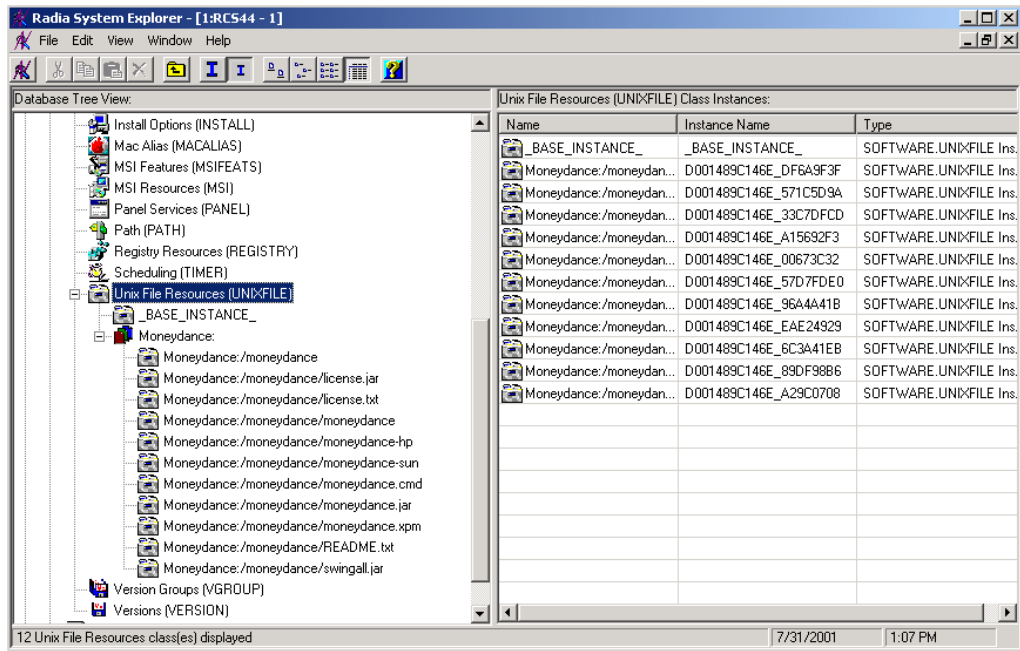 Radia System Explorer - [1:RCS44 - 1]
File Edit View Window Help
Database Tree View:
Install Options (INSTALL)
Mac Alias (MACALIAS)
MSI Features (MSIFEATS)
MSI Resources (MSI)
Panel Services (PANEL)
Path (PATH)
Registry Resources (REGISTRY)
Scheduling (TIMER)
Unix File Resources (UNIXFILE)
_BASE_INSTANCE_
Moneydance:
Moneydance:/moneydance
Moneydance:/moneydance/license.jar
Moneydance:/moneydance/license.txt
Moneydance:/moneydance/moneydance
Moneydance:/moneydance/moneydance-hp
Moneydance:/moneydance/moneydance-sun
Moneydance:/moneydance/moneydance.cmd
Moneydance:/moneydance/moneydance.jar
Moneydance:/moneydance/moneydance.xpm
Moneydance:/moneydance/README.txt
Moneydance:/moneydance/swingall.jar
Version Groups (VGROUP)
Versions (VERSION)
Unix File Resources (UNIXFILE) Class Instances:
Name Instance Name Type
_BASE_INSTANCE_ _BASE_INSTANCE_ SOFTWARE.UNIXFILE Ins.
Moneydance:/moneydan... D001489C146E_DF6A9F3F SOFTWARE.UNIXFILE Ins.
Moneydance:/moneydan... D001489C146E_571C5D9A SOFTWARE.UNIXFILE Ins.
Moneydance:/moneydan... D001489C146E_33C7DFCD SOFTWARE.UNIXFILE Ins.
Moneydance:/moneydan... D001489C146E_A15692F3 SOFTWARE.UNIXFILE Ins.
Moneydance:/moneydan... D001489C146E_00673C32 SOFTWARE.UNIXFILE Ins.
Moneydance:/moneydan... D001489C146E_57D7FDE0 SOFTWARE.UNIXFILE Ins.
Moneydance:/moneydan... D001489C146E_96A4A41B SOFTWARE.UNIXFILE Ins.
Moneydance:/moneydan... D001489C146E_EAE24929 SOFTWARE.UNIXFILE Ins.
Moneydance:/moneydan... D001489C146E_6C3A41EB SOFTWARE.UNIXFILE Ins.
Moneydance:/moneydan... D001489C146E_89DF98B6 SOFTWARE.UNIXFILE Ins.
Moneydance:/moneydan... D001489C146E_A29C0708 SOFTWARE.UNIXFILE Ins.
12 Unix File Resources class(es) displayed 7/31/2001 1:07 PM